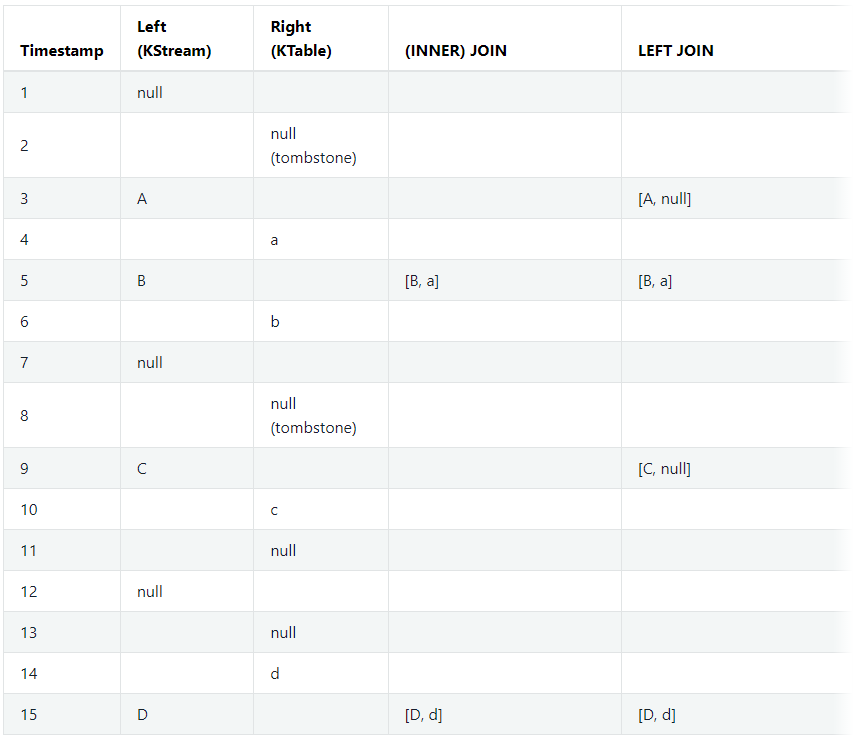 Timestamp Left (KStream) Right (KTable) (INNER) JOIN LEFT JOIN
1 null
2 null (tombstone)
3 A [A, null]
4 a
5 B [B, a] [B, a]
6 b
7 null
8 null (tombstone)
9 C [C, null]
10 c
11 null
12 null
13 null
14 d
15 D [D, d] [D, d]